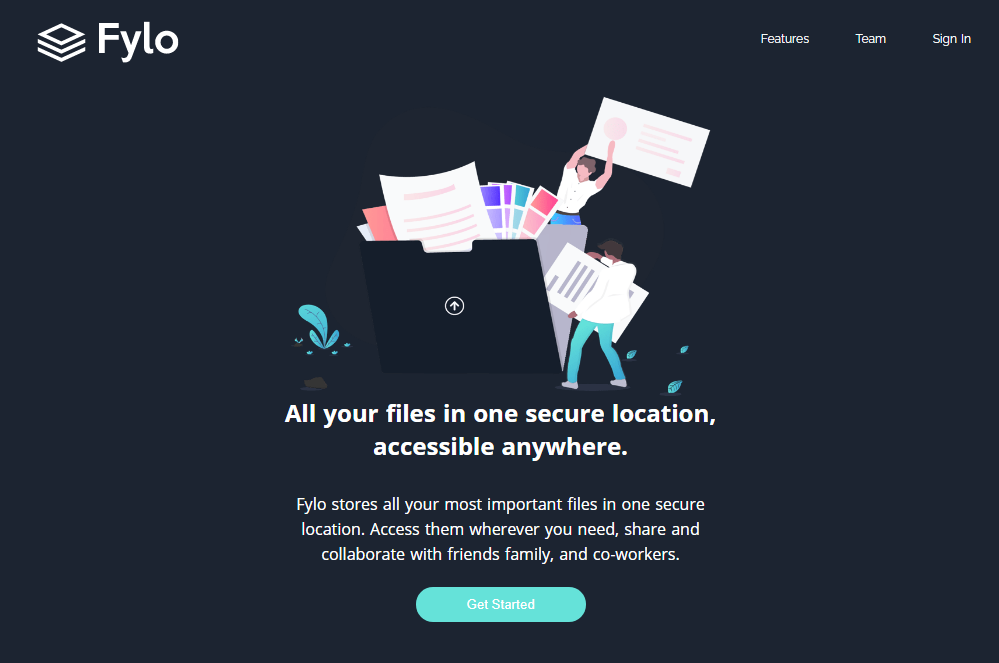 Fylo
Features
Team
Sign In
All your files in one secure location,
accessible anywhere.
Fylo stores all your most important files in one secure
location. Access them wherever you need, share and
collaborate with friends family, and co-workers.
Get Started